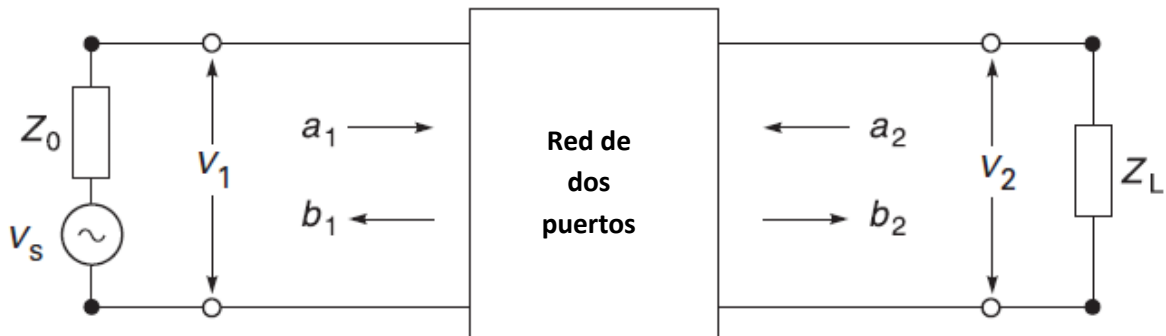 Z0
vs
v1
a1
b1
Red de
dos
puertos
a2
b2
v2
ZL